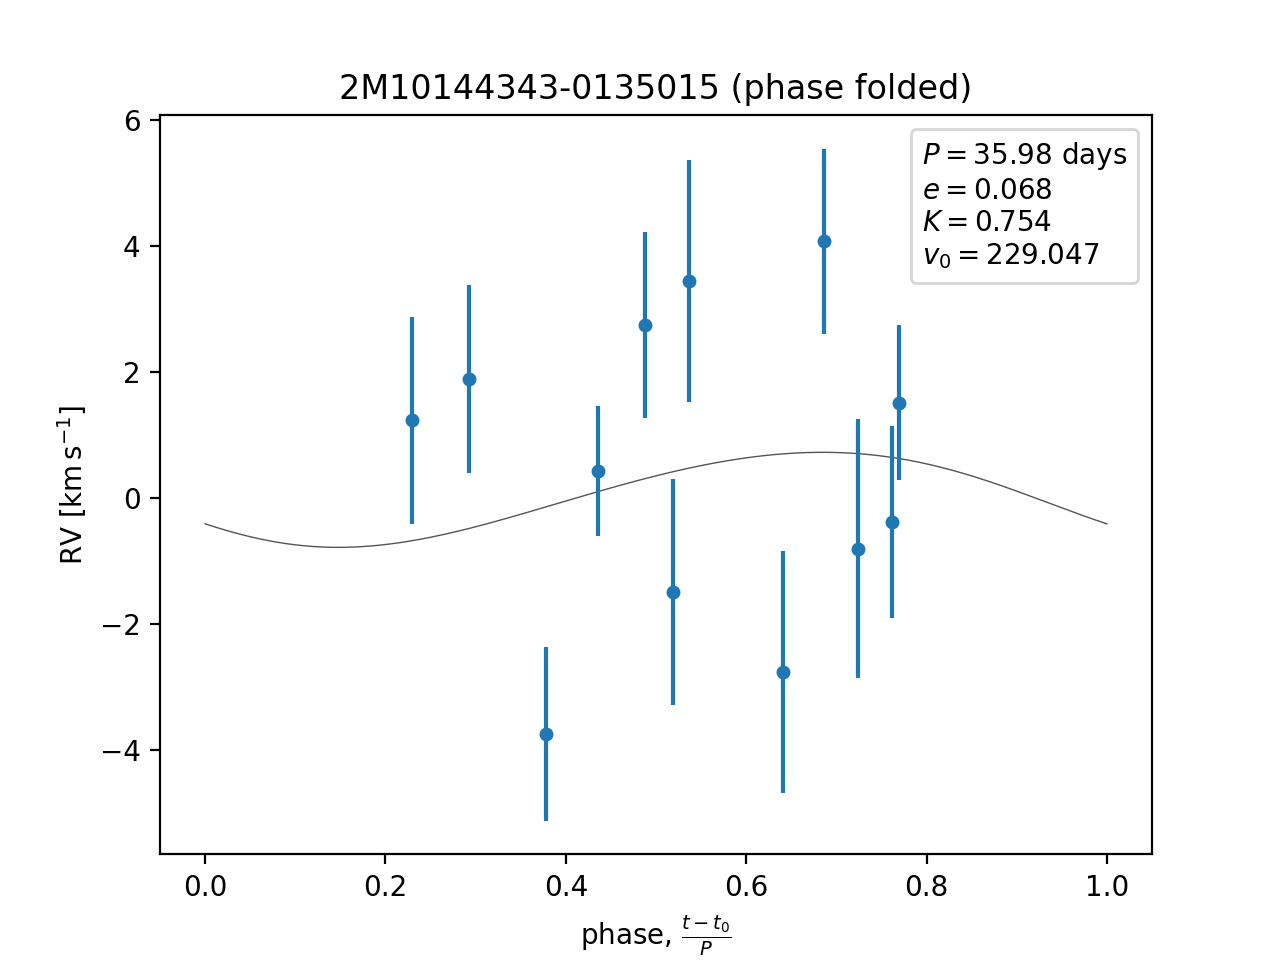 2M10144343-0135015 (phase folded)
P = 35.98 days
e = 0.068
K = 0.754
v₀ = 229.047
RV [km s⁻¹]
6
4
2
0
−2
−4
0.0 0.2 0.4 0.6 0.8 1.0
phase, (t − t₀)/P